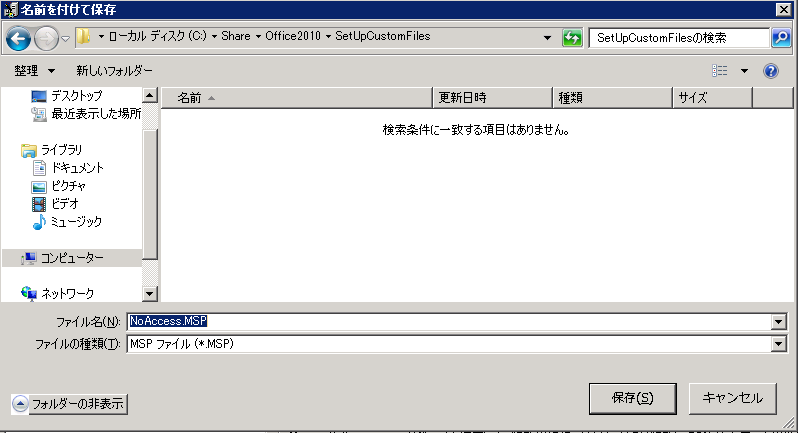 名前を付けて保存
ローカル ディスク (C:) Share Office2010 SetUpCustomFiles
SetUpCustomFilesの検索
整理 新しいフォルダー
デスクトップ
最近表示した場所
ライブラリ
ドキュメント
ピクチャ
ビデオ
ミュージック
コンピューター
ネットワーク
名前 更新日時 種類 サイズ
検索条件に一致する項目はありません。
ファイル名(N): NoAccess.MSP
ファイルの種類(T): MSP ファイル (*.MSP)
フォルダーの非表示
保存(S) キャンセル